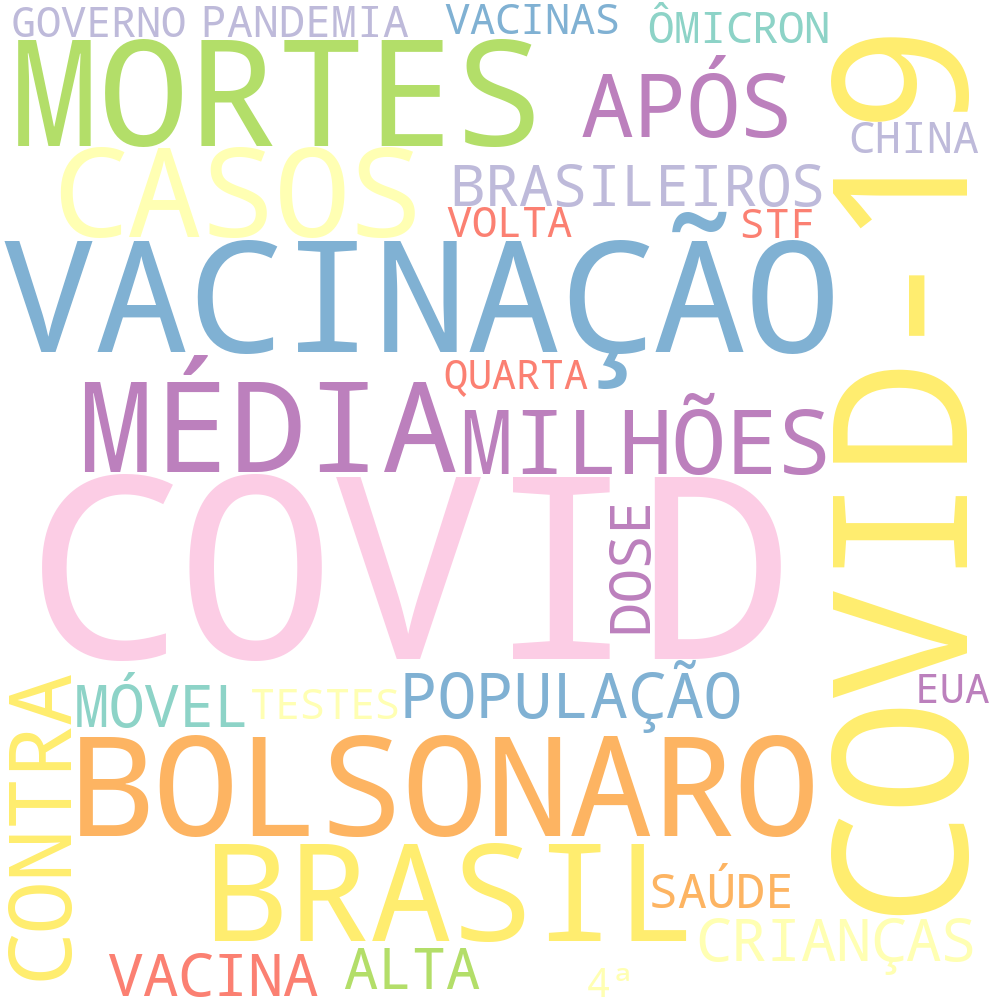 GOVERNO
PANDEMIA
VACINAS
ÔMICRON
MORTES
APÓS
COVID-19
CHINA
CASOS
BRASILEIROS
VOLTA
STF
VACINAÇÃO
QUARTA
MÉDIA
MILHÕES
COVID
DOSE
CONTRA
MÓVEL
TESTES
POPULAÇÃO
EUA
BOLSONARO
BRASIL
SAÚDE
CRIANÇAS
VACINA
ALTA
4ª